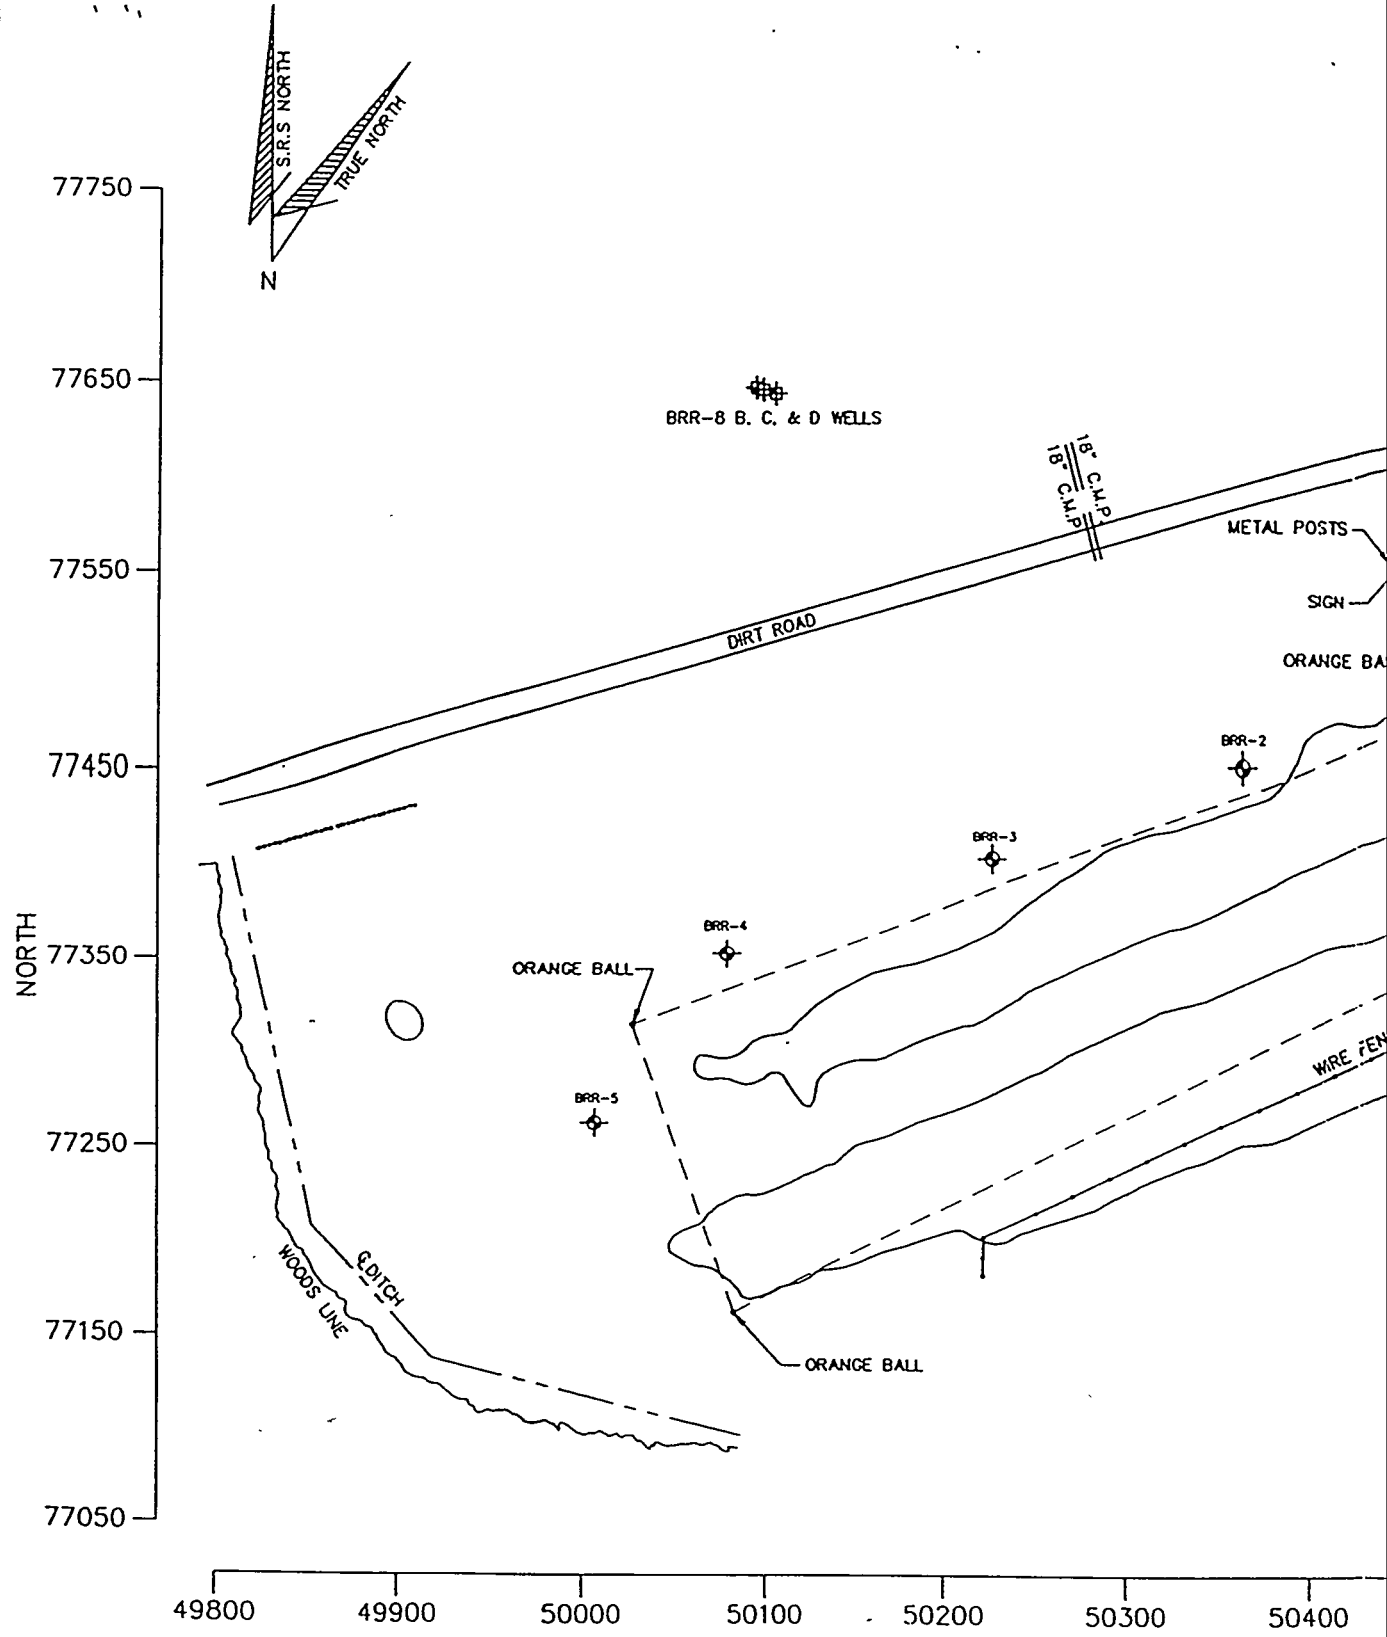 S.R.S NORTH
TRUE NORTH
N
77750
77650
BRR-8 B. C. & D WELLS
18" C.M.P.
18" C.M.P
METAL POSTS
77550
SIGN
DIRT ROAD
ORANGE BA
BRR-2
77450
BRR-3
BRR-4
NORTH
77350
ORANGE BALL
WIRE FEN
BRR-5
77250
℄ DITCH
WOODS LINE
77150
ORANGE BALL
77050
49800 49900 50000 50100 50200 50300 50400